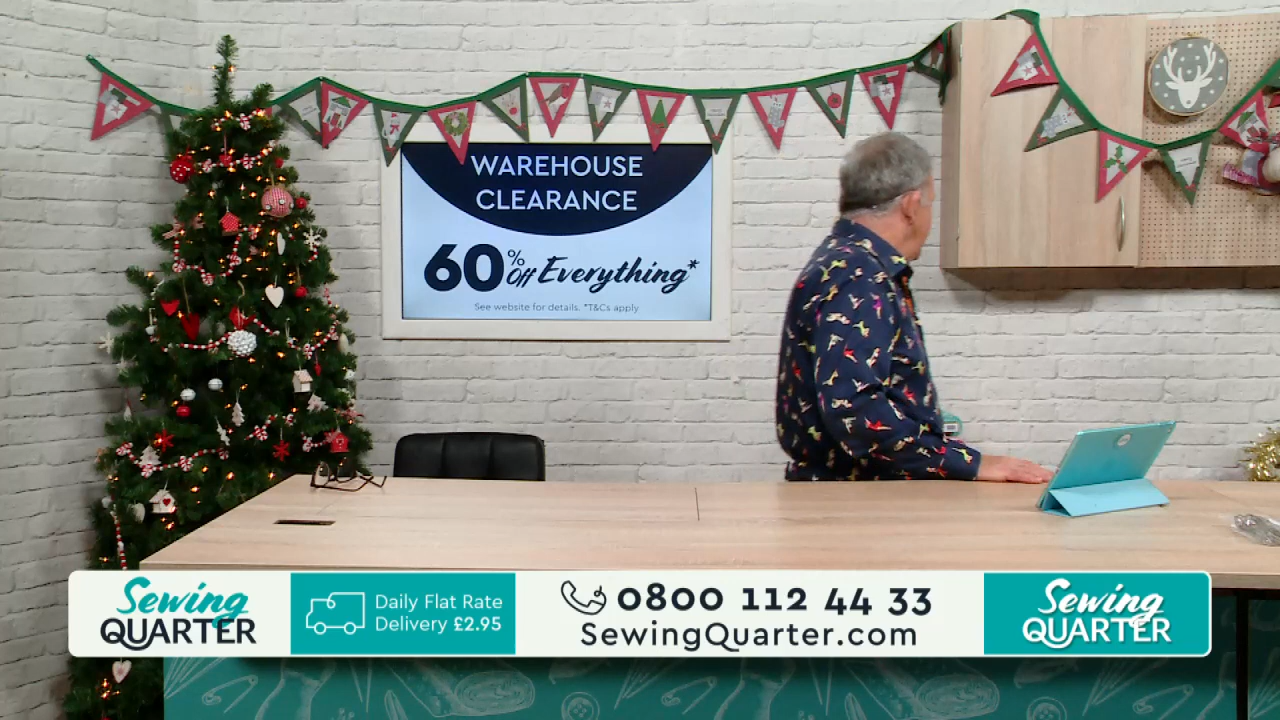 WAREHOUSE
CLEARANCE
60% Off Everything*
See website for details. *T&Cs apply
Sewing
QUARTER
Daily Flat Rate
Delivery £2.95
0800 112 44 33
SewingQuarter.com
Sewing
QUARTER